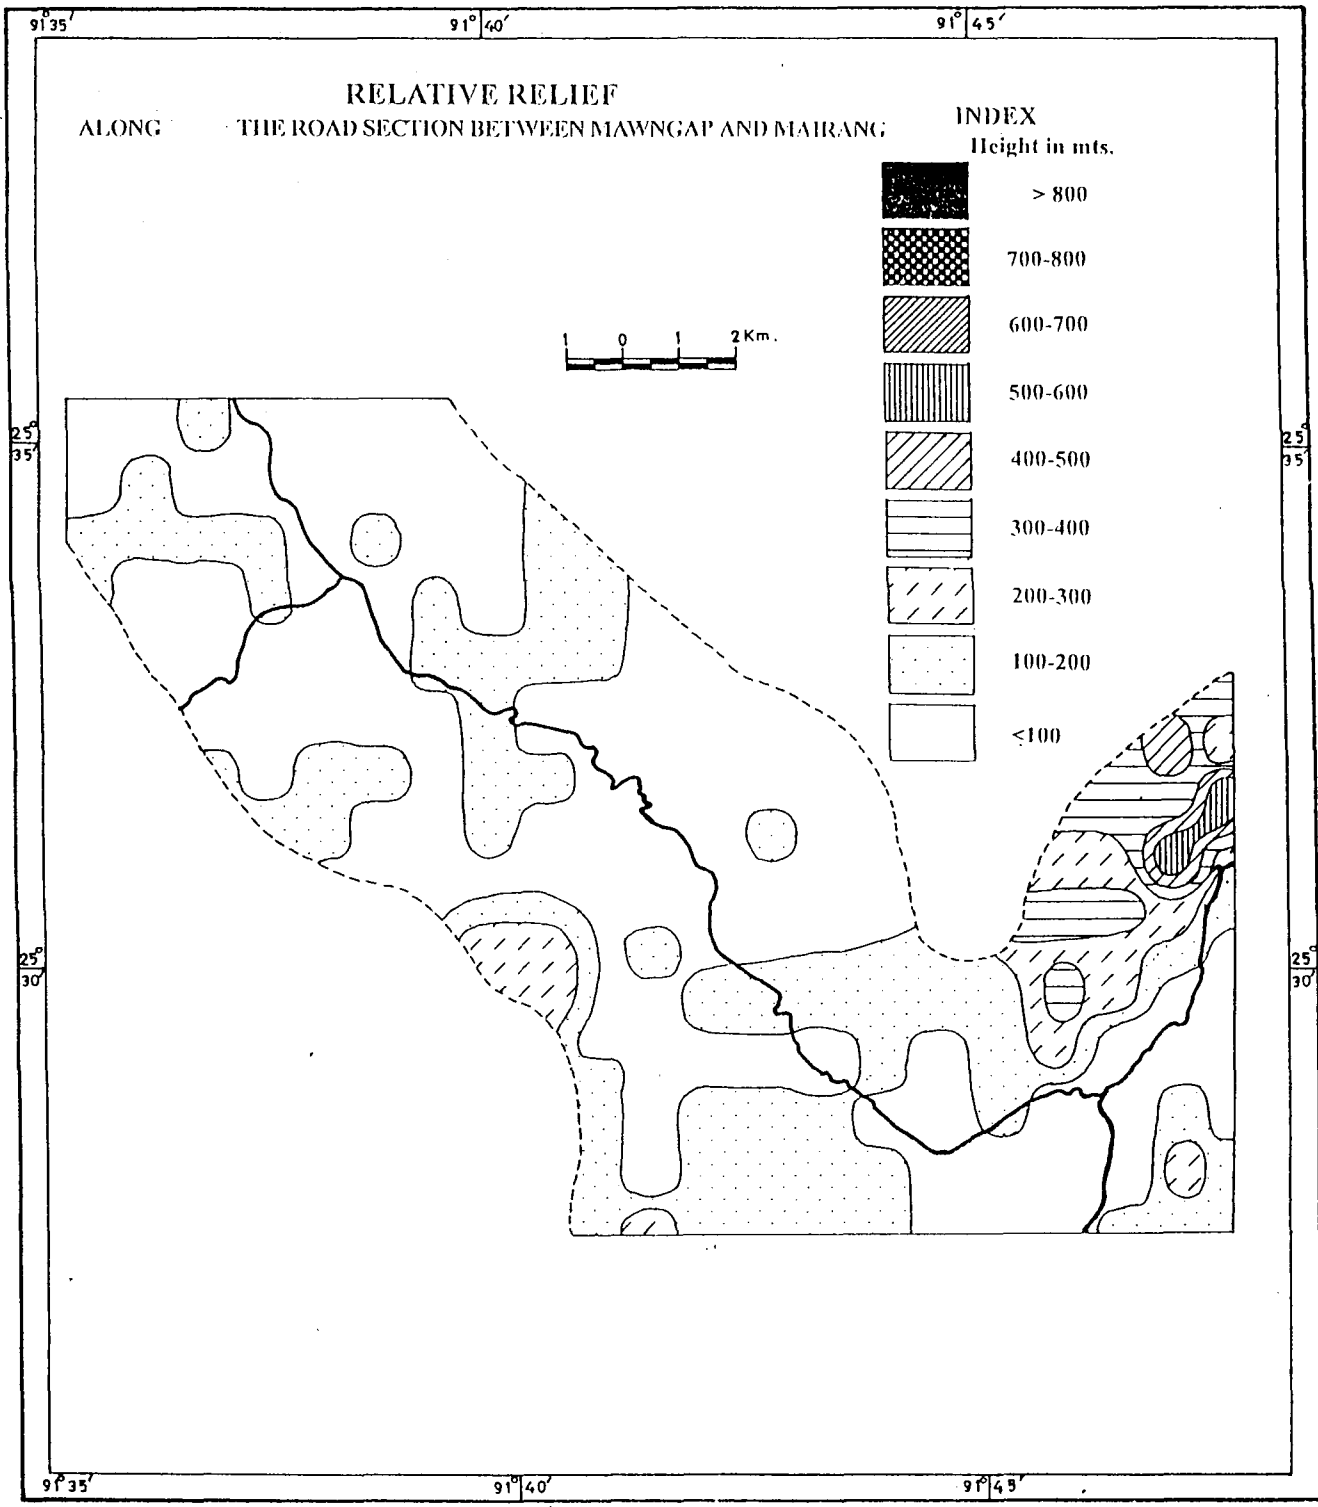 91°35′ 91°40′ 91°45′
RELATIVE RELIEF
ALONG THE ROAD SECTION BETWEEN MAWNGAP AND MAIRANG
INDEX
Height in mts.
> 800
700-800
600-700
1 0 1 2 Km.
500-600
25° 35′ 25° 35′
400-500
300-400
200-300
100-200
<100
25° 30′ 25° 30′
91°35′ 91°40′ 91°45′